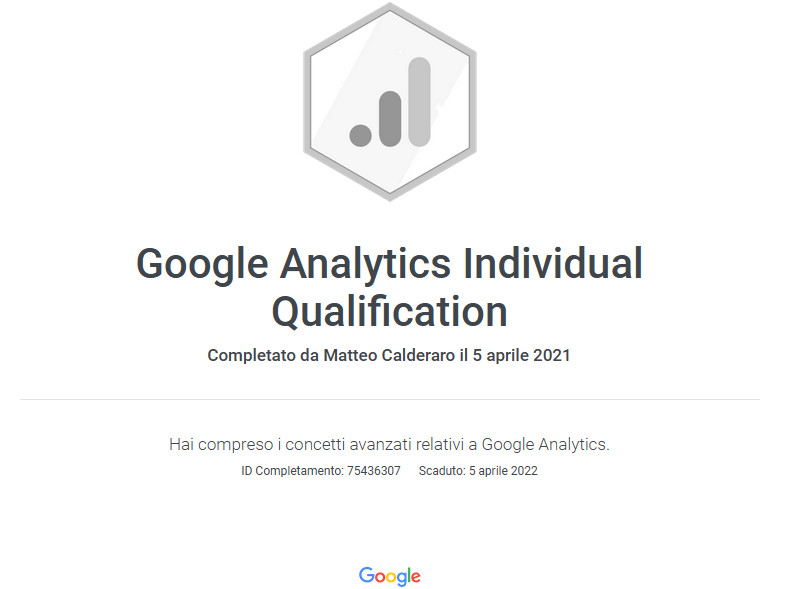 Google Analytics Individual
Qualification
Completato da Matteo Calderaro il 5 aprile 2021
Hai compreso i concetti avanzati relativi a Google Analytics.
ID Completamento: 75436307 Scaduto: 5 aprile 2022
Google